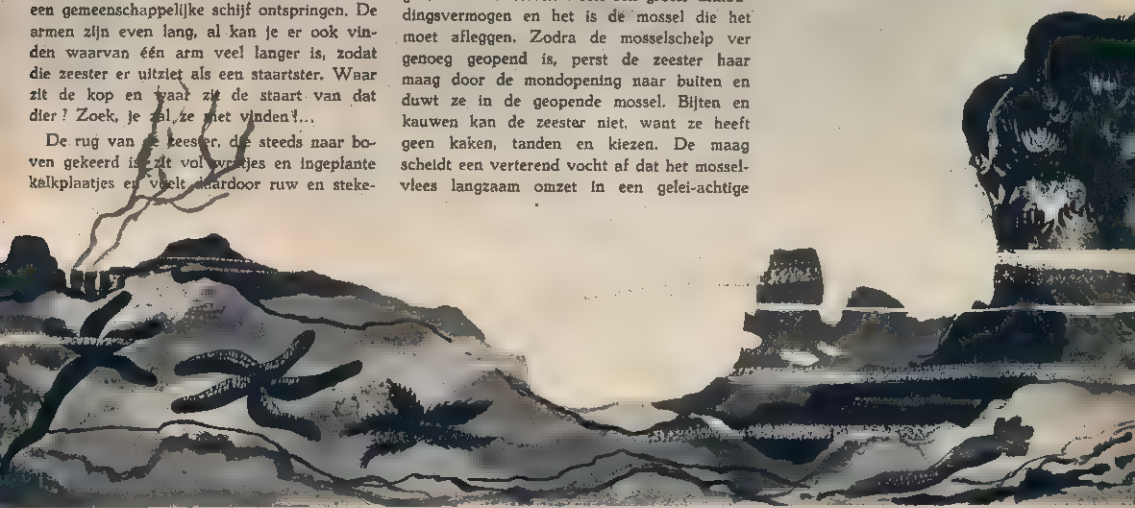 een gemeenschappelijke schijf ontspringen. De
armen zijn even lang, al kan je er ook vin-
den waarvan één arm veel langer is, zodat
die zeester er uitziet als een staartster. Waar
zit de kop en waar zit de staart van dat
dier? Zoek, je zal ze niet vinden!...
De rug van de zeester, die steeds naar bo-
ven gekeerd is, zit vol wratjes en ingeplante
kalkplaatjes en voelt daardoor ruw en steke-
dingsvermogen en het is de mossel die het
moet afleggen. Zodra de mosselschelp ver
genoeg geopend is, perst de zeester haar
maag door de mondopening naar buiten en
duwt ze in de geopende mossel. Bijten en
kauwen kan de zeester niet, want ze heeft
geen kaken, tanden en kiezen. De maag
scheidt een verterend vocht af dat het mossel-
vlees langzaam omzet in een gelei-achtige